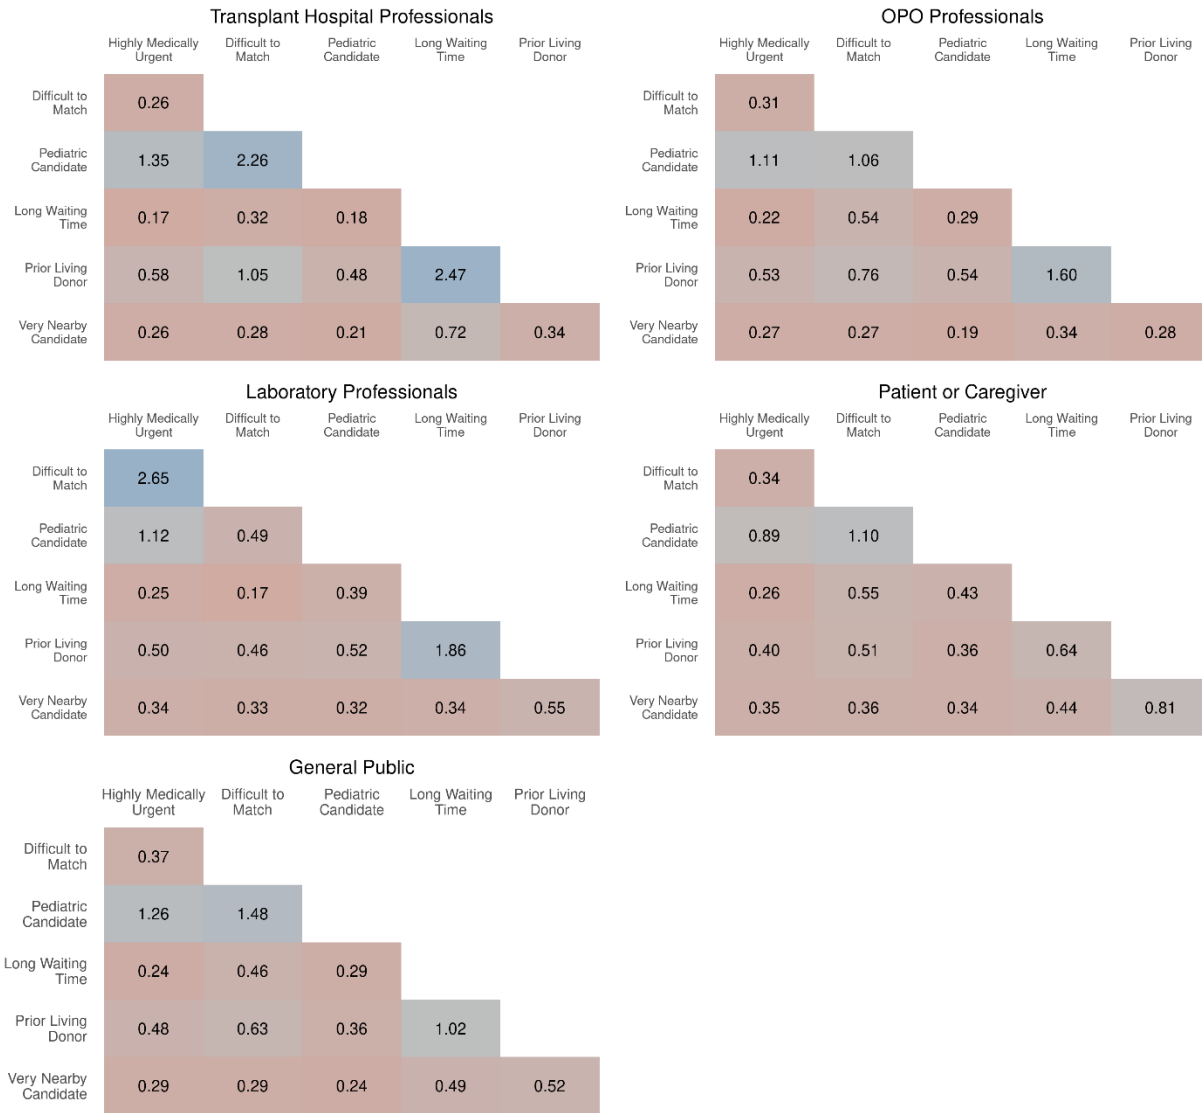 Transplant Hospital Professionals
Highly Medically Urgent Difficult to Match Pediatric Candidate Long Waiting Time Prior Living Donor
Difficult to Match 0.26
Pediatric Candidate 1.35 2.26
Long Waiting Time 0.17 0.32 0.18
Prior Living Donor 0.58 1.05 0.48 2.47
Very Nearby Candidate 0.26 0.28 0.21 0.72 0.34
OPO Professionals
Highly Medically Urgent Difficult to Match Pediatric Candidate Long Waiting Time Prior Living Donor
Difficult to Match 0.31
Pediatric Candidate 1.11 1.06
Long Waiting Time 0.22 0.54 0.29
Prior Living Donor 0.53 0.76 0.54 1.60
Very Nearby Candidate 0.27 0.27 0.19 0.34 0.28
Laboratory Professionals
Highly Medically Urgent Difficult to Match Pediatric Candidate Long Waiting Time Prior Living Donor
Difficult to Match 2.65
Pediatric Candidate 1.12 0.49
Long Waiting Time 0.25 0.17 0.39
Prior Living Donor 0.50 0.46 0.52 1.86
Very Nearby Candidate 0.34 0.33 0.32 0.34 0.55
Patient or Caregiver
Highly Medically Urgent Difficult to Match Pediatric Candidate Long Waiting Time Prior Living Donor
Difficult to Match 0.34
Pediatric Candidate 0.89 1.10
Long Waiting Time 0.26 0.55 0.43
Prior Living Donor 0.40 0.51 0.36 0.64
Very Nearby Candidate 0.35 0.36 0.34 0.44 0.81
General Public
Highly Medically Urgent Difficult to Match Pediatric Candidate Long Waiting Time Prior Living Donor
Difficult to Match 0.37
Pediatric Candidate 1.26 1.48
Long Waiting Time 0.24 0.46 0.29
Prior Living Donor 0.48 0.63 0.36 1.02
Very Nearby Candidate 0.29 0.29 0.24 0.49 0.52